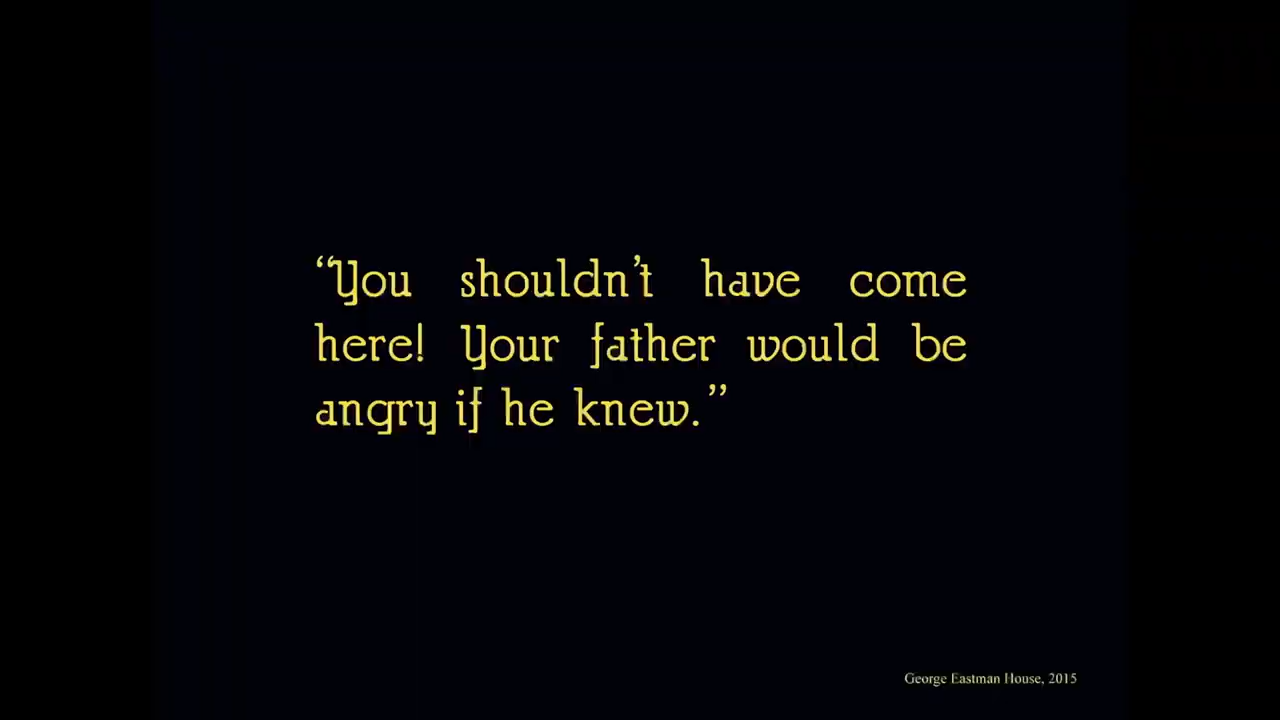 “You shouldn’t have come
here! Your father would be
angry if he knew.”
George Eastman House, 2015